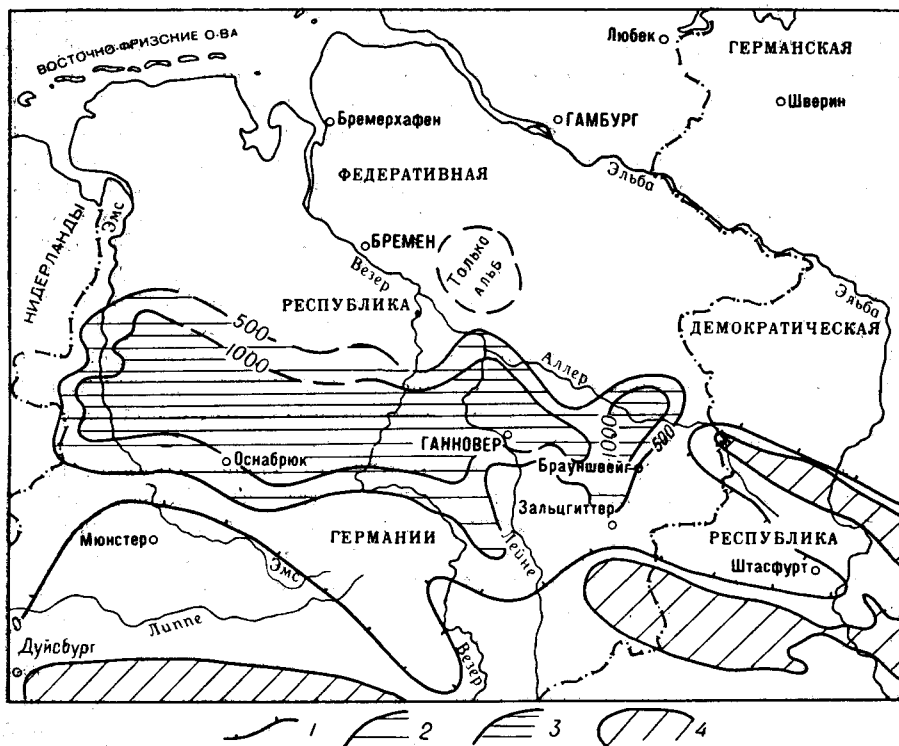 ВОСТОЧНО-ФРИЗСКИЕ О-ВА
Любек
ГЕРМАНСКАЯ
Шверин
Бремерхафен
ГАМБУРГ
ФЕДЕРАТИВНАЯ
Эльба
НИДЕРЛАНДЫ
Эмс
БРЕМЕН
Только
альб
Везер
Эльба
РЕСПУБЛИКА
ДЕМОКРАТИЧЕСКАЯ
500
1000
Аллер
1000
500
ГАННОВЕР
Оснабрюк
Брауншвейг
Зальцгиттер
Мюнстер
ГЕРМАНИИ
РЕСПУБЛИКА
Лейне
Штасфурт
Эмс
Липпе
0
Дуйсбург
Везер
1 2 3 4